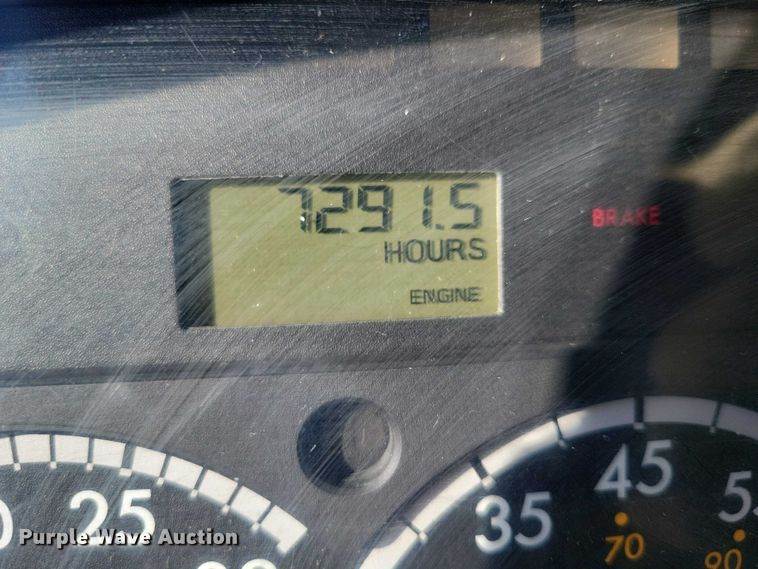 7291.5
HOURS
BRAKE
ENGINE
25
35
45
70
90
Purple Wave Auction